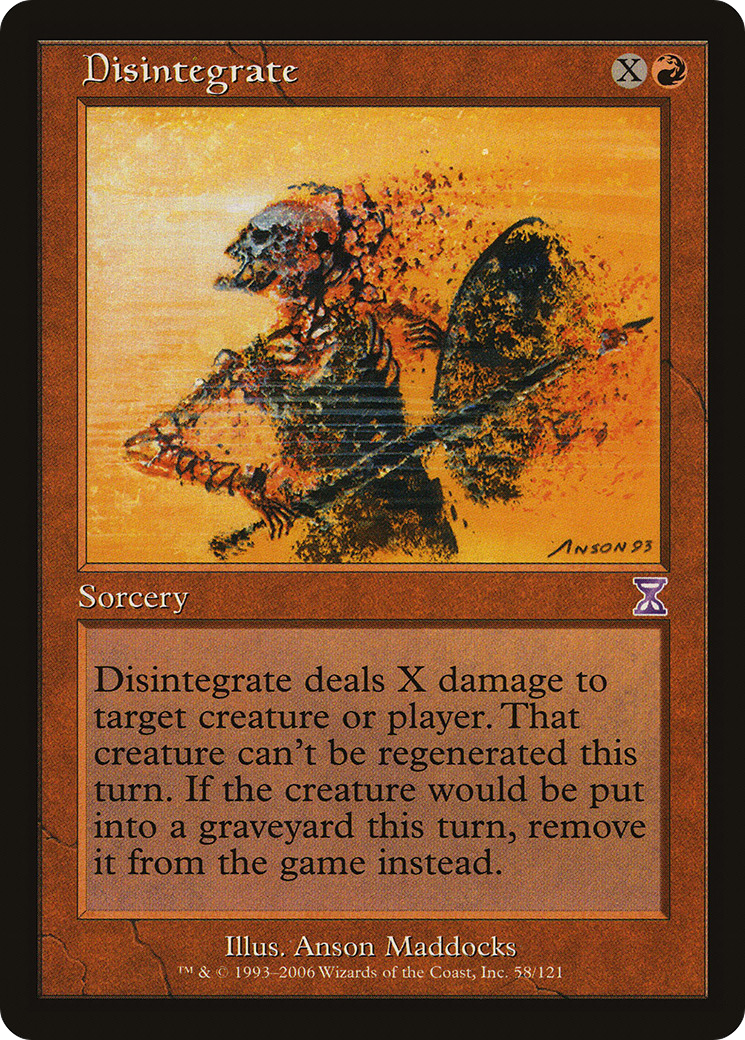 Disintegrate X
ANSON 93
Sorcery
Disintegrate deals X damage to
target creature or player. That
creature can't be regenerated this
turn. If the creature would be put
into a graveyard this turn, remove
it from the game instead.
Illus. Anson Maddocks
™ & © 1993–2006 Wizards of the Coast, Inc. 58/121